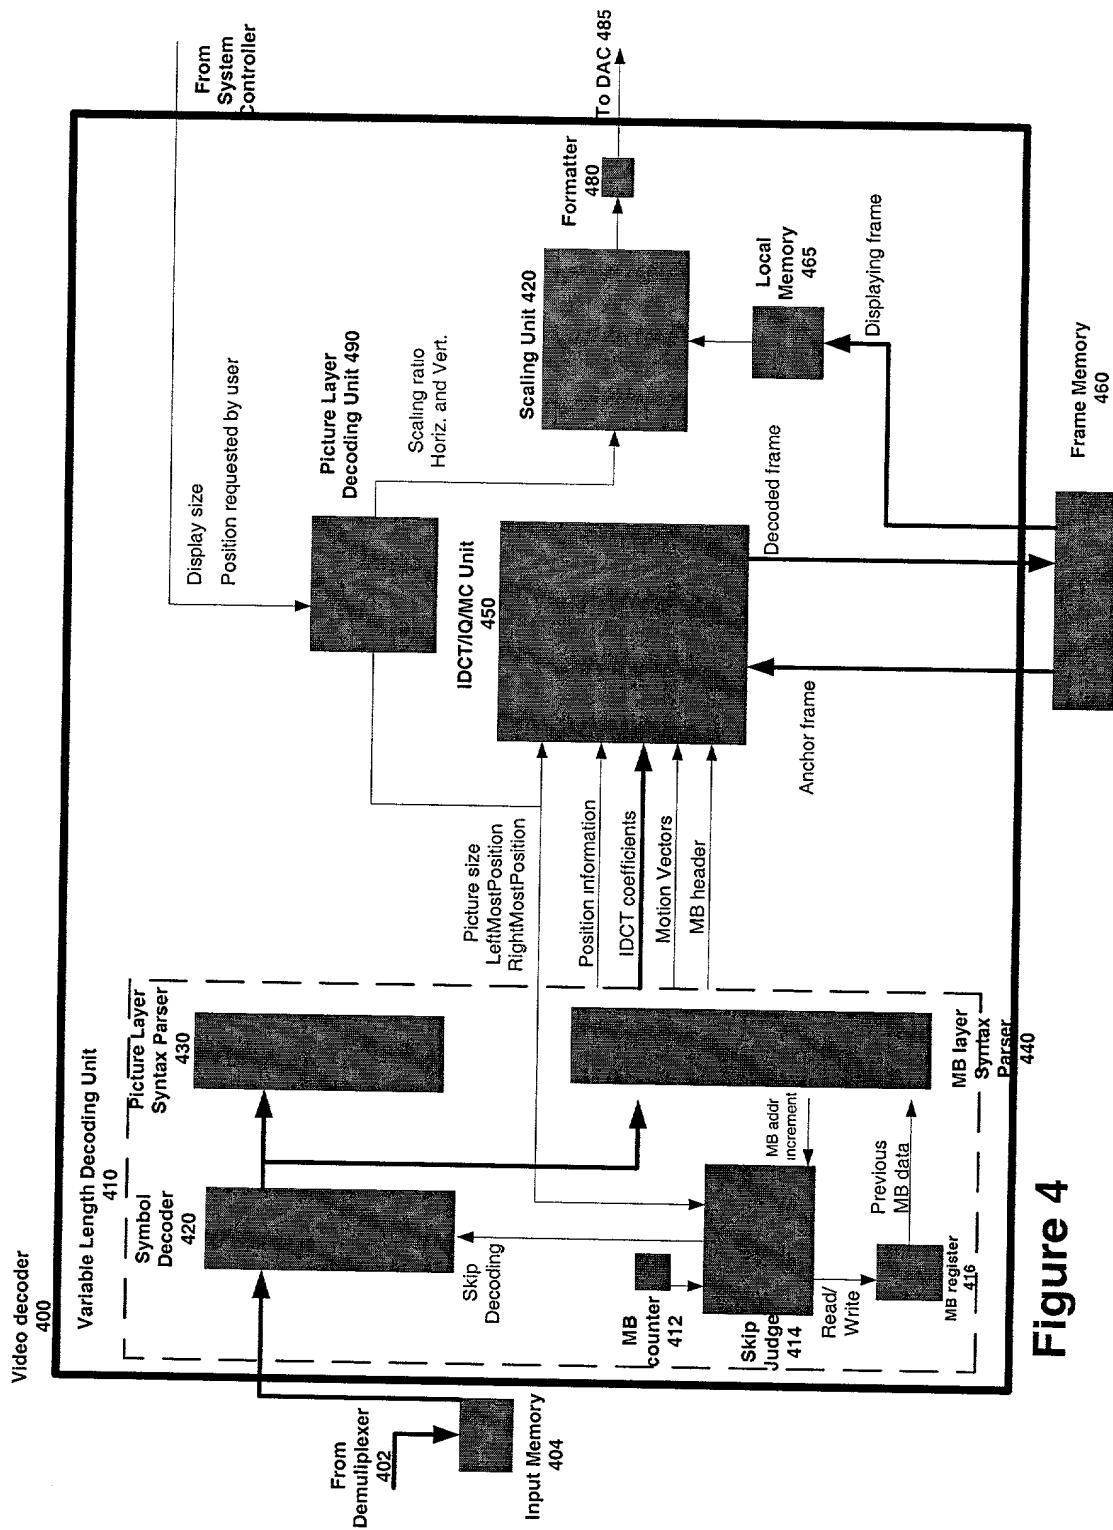 Video decoder
400
Variable Length Decoding Unit
410
From
Demuliplexer
402
Input Memory
404
Symbol
Decoder
420
Picture Layer
Syntax Parser
430
Skip
Decoding
MB
counter
412
Skip
Judge
414
Read/
Write
MB register
416
MB addr
increment
Previous
MB data
MB layer
Syntax
Parser
440
Picture size
LeftMostPosition
RightMostPosition
Position information
IDCT coefficients
Motion Vectors
MB header
Display size
Position requested by user
From
System
Controller
Picture Layer
Decoding Unit 490
Scaling ratio
Horiz. and Vert.
IDCT/IQ/MC Unit
450
Anchor frame
Decoded frame
Scaling Unit 420
Formatter
480
To DAC 485
Local
Memory
465
Displaying frame
Frame Memory
460
Figure 4